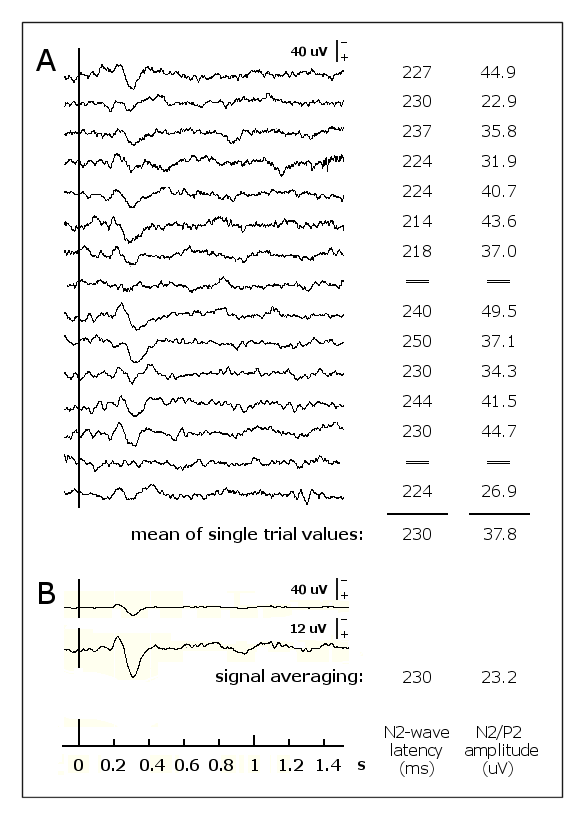 A
40 uV
-
+
227 44.9
230 22.9
237 35.8
224 31.9
224 40.7
214 43.6
218 37.0
= =
240 49.5
250 37.1
230 34.3
244 41.5
230 44.7
= =
224 26.9
mean of single trial values: 230 37.8
B
40 uV
-
+
12 uV
-
+
signal averaging: 230 23.2
N2-wave latency (ms)
N2/P2 amplitude (uV)
0 0.2 0.4 0.6 0.8 1 1.2 1.4 s